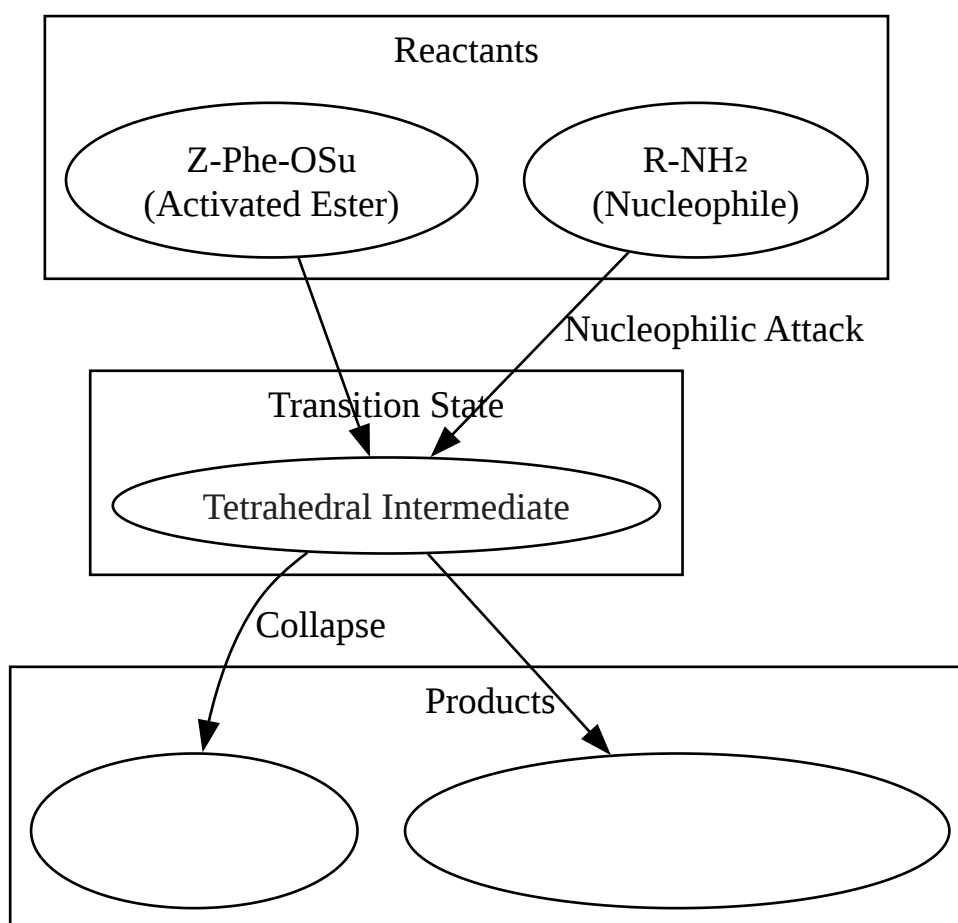 Reactants
Z-Phe-OSu
(Activated Ester)
R-NH₂
(Nucleophile)
Nucleophilic Attack
Transition State
Tetrahedral Intermediate
Collapse
Products